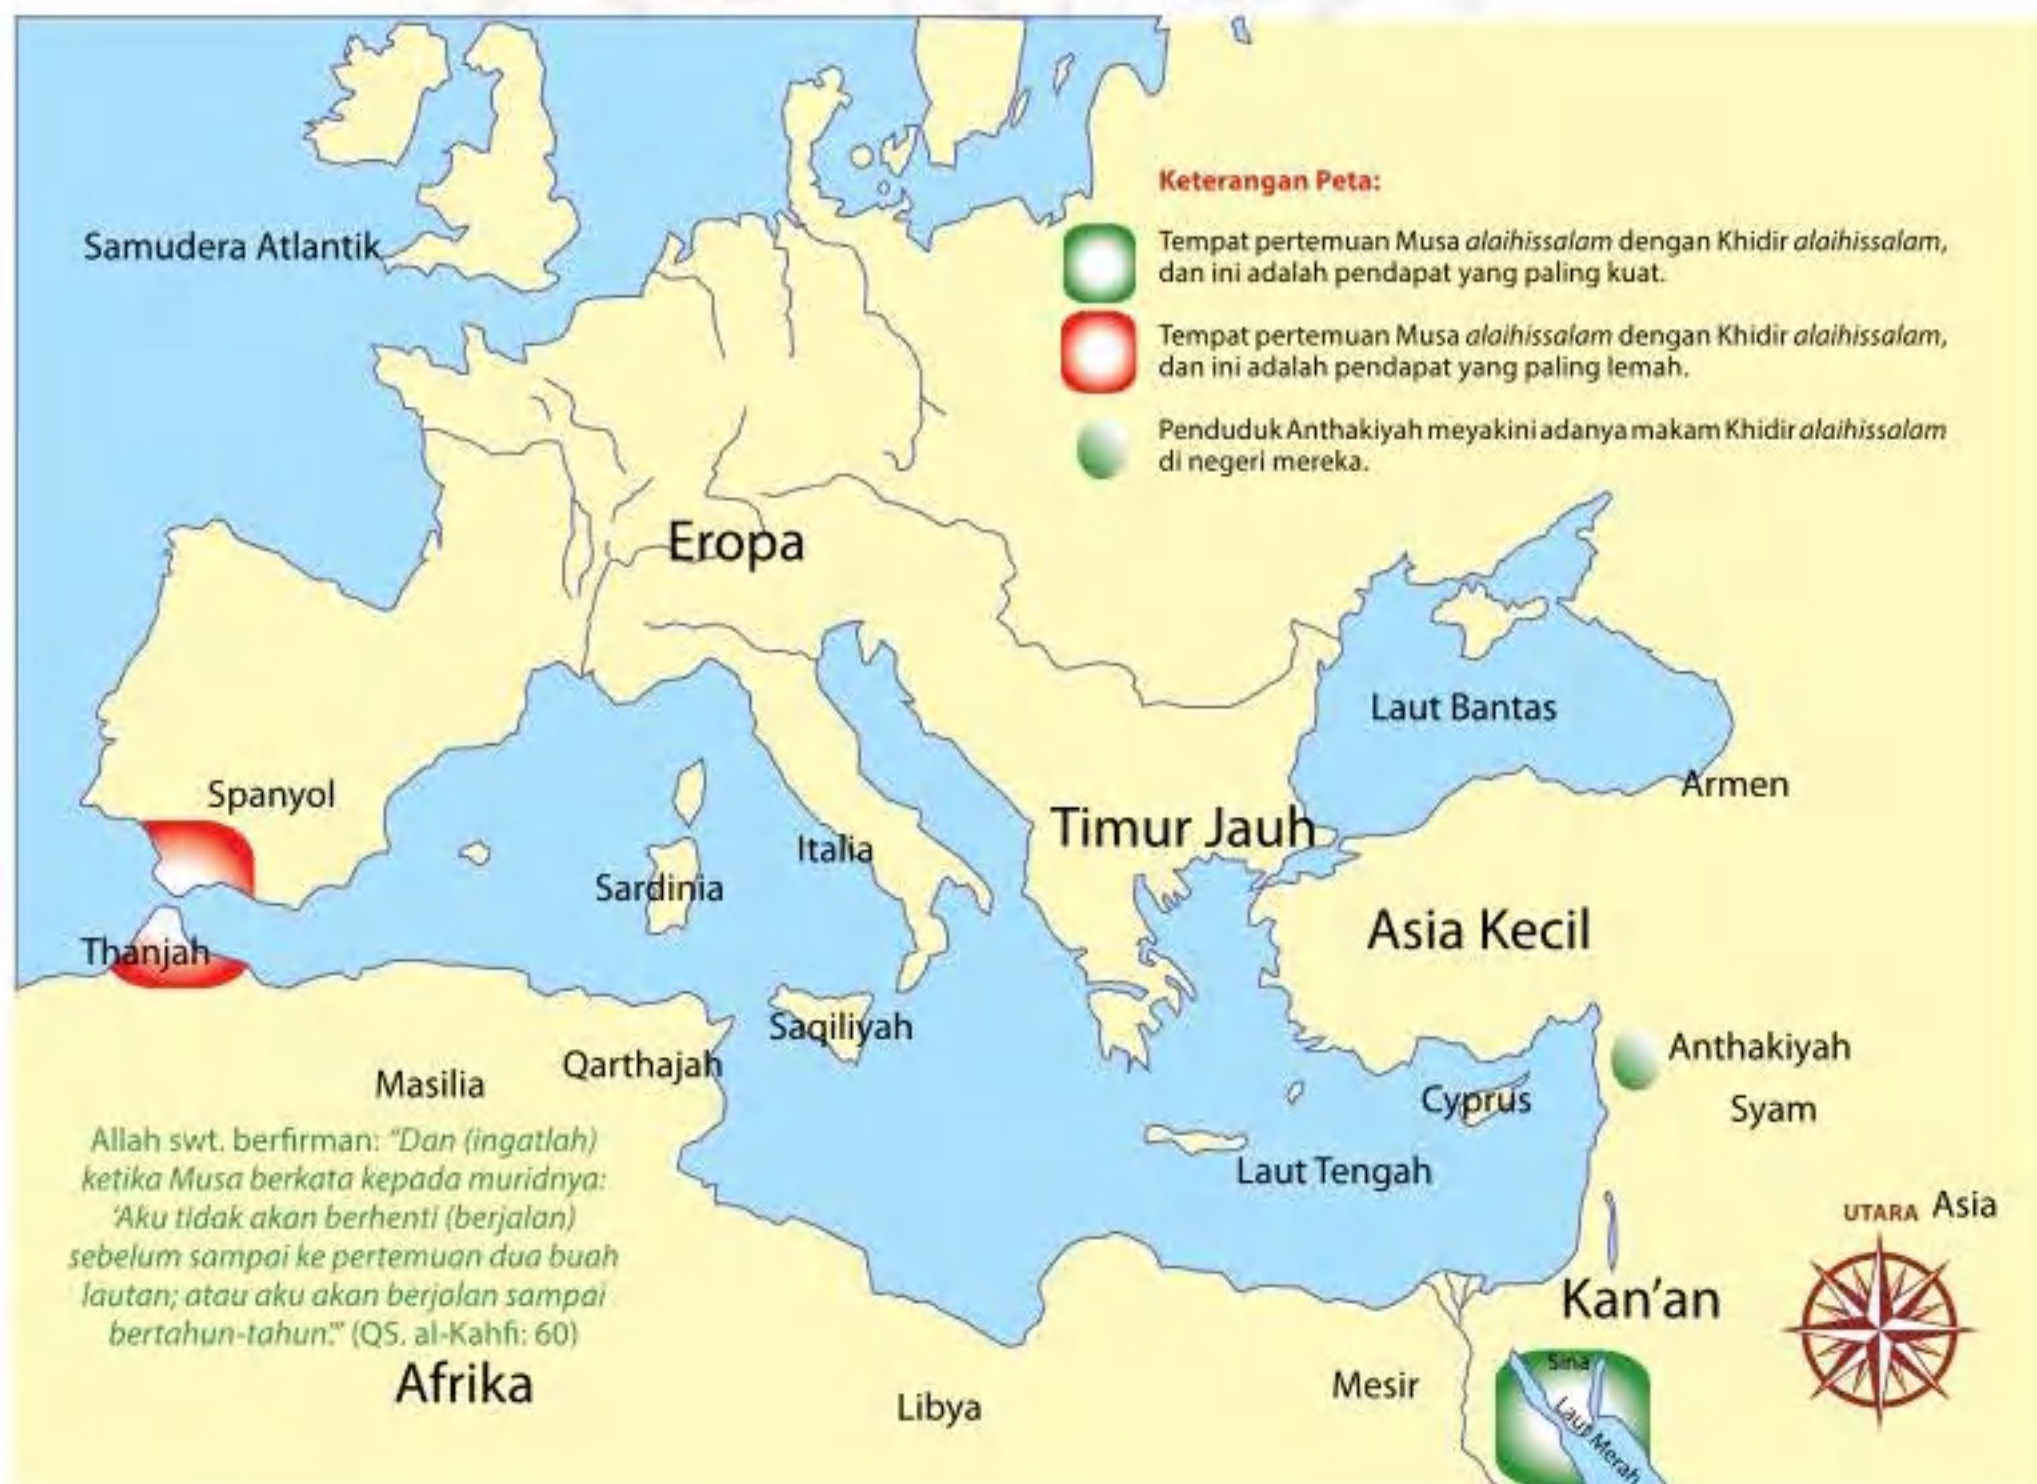 Samudera Atlantik
Keterangan Peta:
Tempat pertemuan Musa alaihissalam dengan Khidir alaihissalam,
dan ini adalah pendapat yang paling kuat.
Tempat pertemuan Musa alaihissalam dengan Khidir alaihissalam,
dan ini adalah pendapat yang paling lemah.
Penduduk Anthakiyah meyakini adanya makam Khidir alaihissalam
di negeri mereka.
Eropa
Laut Bantas
Armen
Spanyol
Timur Jauh
Italia
Sardinia
Asia Kecil
Thanjah
Saqiliyah
Anthakiyah
Qarthajah
Masilia
Cyprus
Syam
Laut Tengah
Allah swt. berfirman: “Dan (ingatlah)
ketika Musa berkata kepada muridnya:
‘Aku tidak akan berhenti (berjalan)
sebelum sampai ke pertemuan dua buah
lautan; atau aku akan berjalan sampai
bertahun-tahun.’” (QS. al-Kahfi: 60)
UTARA
Asia
Kan’an
Afrika
Libya
Mesir
Sina
Laut Merah